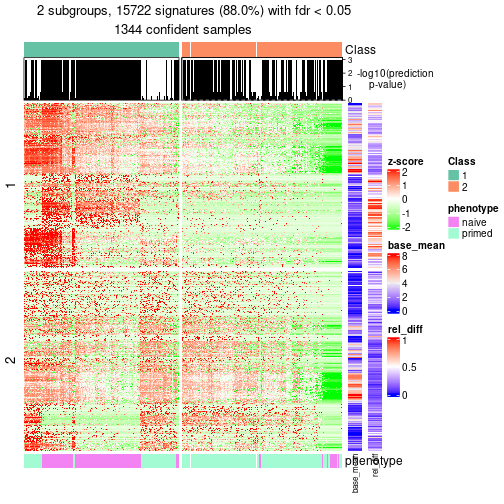 2 subgroups, 15722 signatures (88.0%) with fdr < 0.05
1344 confident samples
Class
3
2
1
0
-log10(prediction
p-value)
1
2
z-score
2
1
0
-1
-2
base_mean
8
6
4
2
0
rel_diff
1
0.5
0
Class
1
2
phenotype
naive
primed
phenotype
base_mean
rel_diff